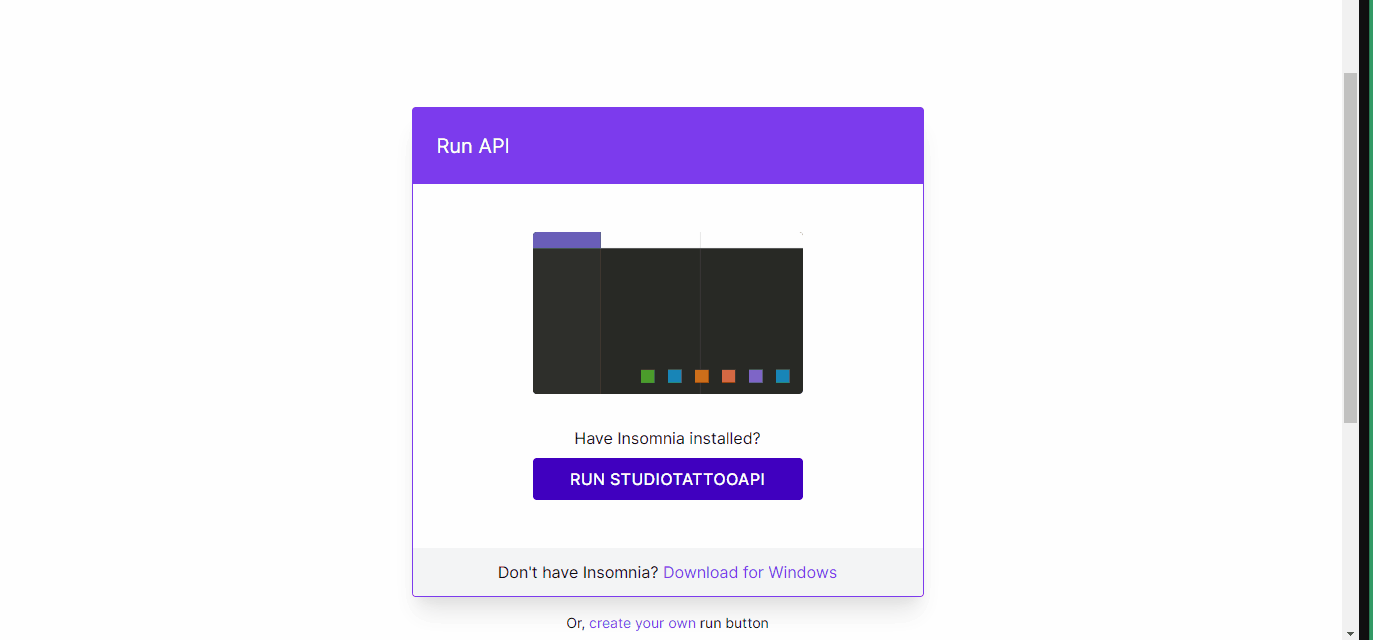 Run API
Have Insomnia installed?
RUN STUDIOTATTOOAPI
Don't have Insomnia? Download for Windows
Or, create your own run button